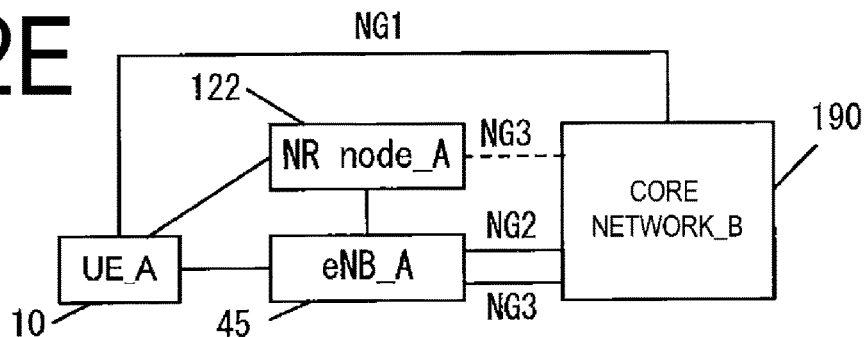 2E
NG1
122
NR node_A
NG3
190
CORE
NETWORK_B
NG2
UE_A
eNB_A
NG3
10
45